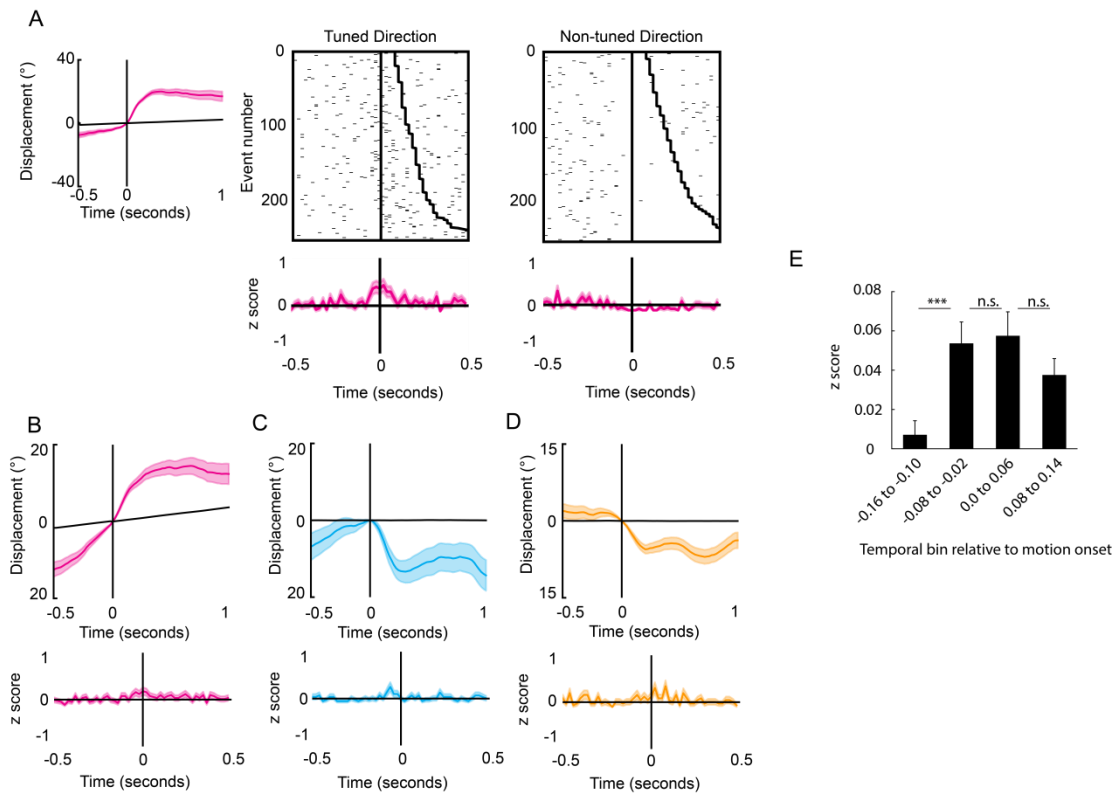 A
Displacement (°)
40
0
-40
-0.5
0
1
Time (seconds)
Tuned Direction
Event number
0
100
200
z score
1
0
-1
-0.5
0
0.5
Time (seconds)
Non-tuned Direction
0
100
200
1
0
-1
-0.5
0
0.5
Time (seconds)
B
Displacement (°)
20
0
20
-0.5
0
1
Time (seconds)
z score
1
0
-1
-0.5
0
0.5
Time (seconds)
C
Displacement (°)
20
0
20
-0.5
0
1
Time (seconds)
z score
1
0
-1
-0.5
0
0.5
Time (seconds)
D
Displacement (°)
15
0
15
-0.5
0
1
Time (seconds)
z score
1
0
-1
-0.5
0
0.5
Time (seconds)
E
z score
0.08
0.06
0.04
0.02
0
*** n.s. n.s.
-0.16 to -0.10
-0.08 to -0.02
0.0 to 0.06
0.08 to 0.14
Temporal bin relative to motion onset